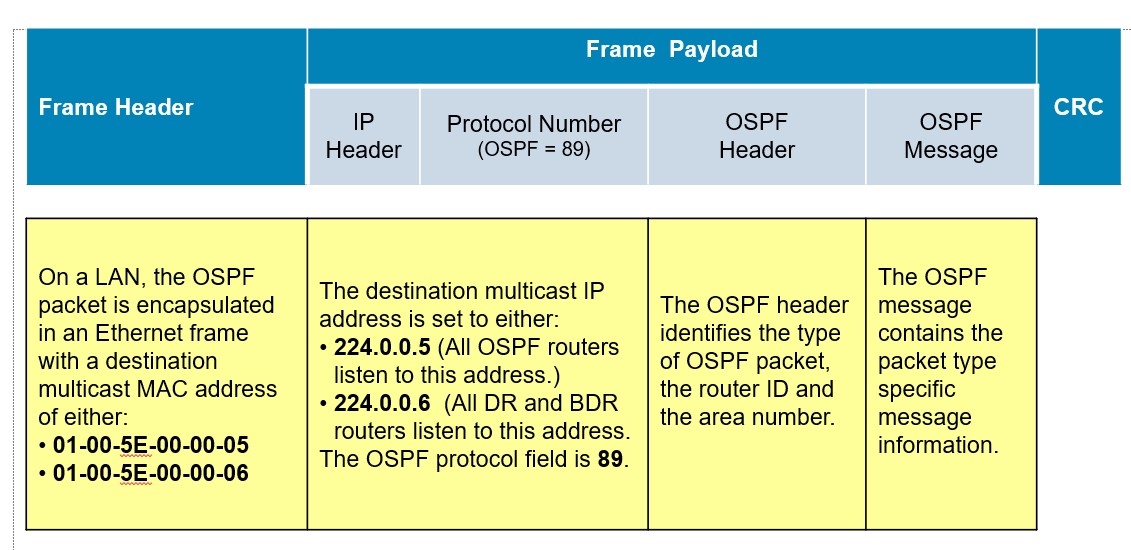 Frame Payload
Frame Header
CRC
IP
Header
Protocol Number
(OSPF = 89)
OSPF
Header
OSPF
Message
On a LAN, the OSPF
packet is encapsulated
in an Ethernet frame
with a destination
multicast MAC address
of either:
• 01-00-5E-00-00-05
• 01-00-5E-00-00-06
The destination multicast IP
address is set to either:
• 224.0.0.5 (All OSPF routers
listen to this address.)
• 224.0.0.6 (All DR and BDR
routers listen to this address.
The OSPF protocol field is 89.
The OSPF header
identifies the type
of OSPF packet,
the router ID and
the area number.
The OSPF
message
contains the
packet type
specific
message
information.